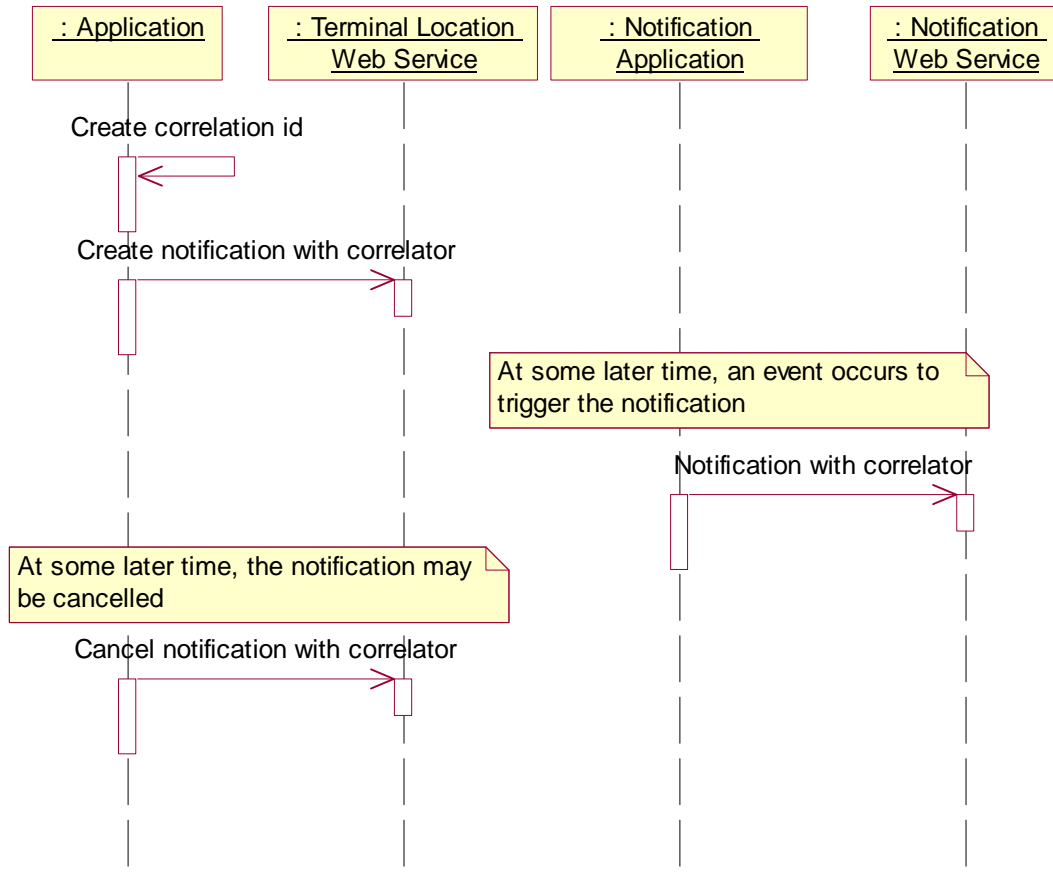 : Application
: Terminal Location
Web Service
: Notification
Application
: Notification
Web Service
Create correlation id
Create notification with correlator
At some later time, an event occurs to
trigger the notification
Notification with correlator
At some later time, the notification may
be cancelled
Cancel notification with correlator